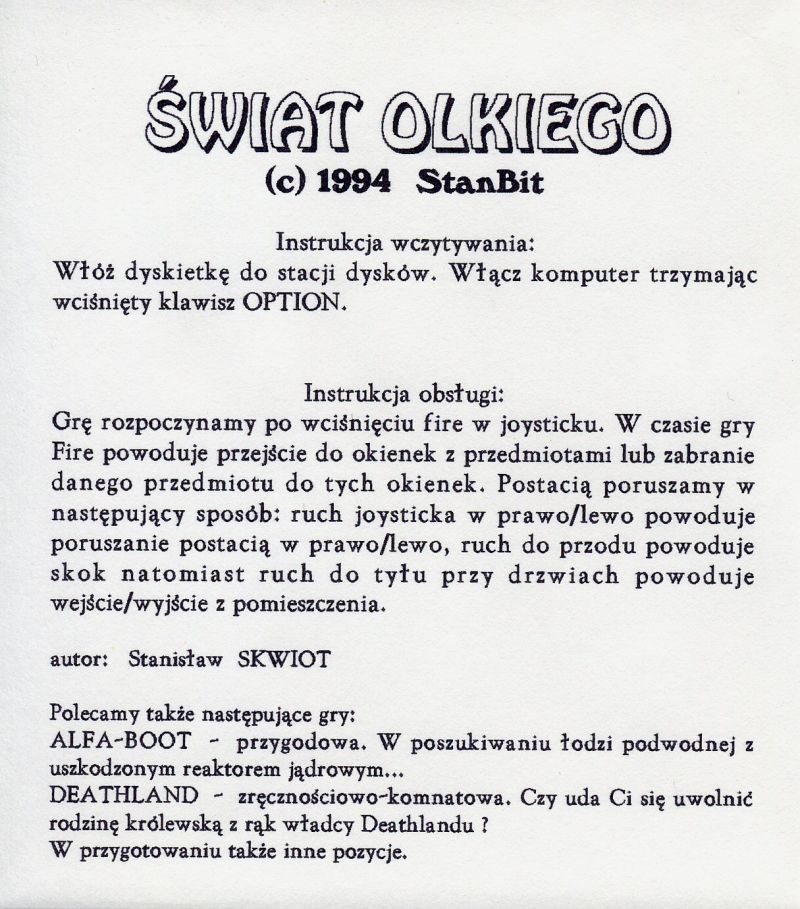 ŚWIAT OLKIEGO
(c) 1994 StanBit
Instrukcja wczytywania:
Włóż dyskietkę do stacji dysków. Włącz komputer trzymając
wciśnięty klawisz OPTION.
Instrukcja obsługi:
Grę rozpoczynamy po wciśnięciu fire w joysticku. W czasie gry
Fire powoduje przejście do okienek z przedmiotami lub zabranie
danego przedmiotu do tych okienek. Postacią poruszamy w
następujący sposób: ruch joysticka w prawo/lewo powoduje
poruszanie postacią w prawo/lewo, ruch do przodu powoduje
skok natomiast ruch do tyłu przy drzwiach powoduje
wejście/wyjście z pomieszczenia.
autor: Stanisław SKWIOT
Polecamy także następujące gry:
ALFA-BOOT - przygodowa. W poszukiwaniu łodzi podwodnej z
uszkodzonym reaktorem jądrowym...
DEATHLAND - zręcznościowo-komnatowa. Czy uda Ci się uwolnić
rodzinę królewską z rąk władcy Deathlandu ?
W przygotowaniu także inne pozycje.